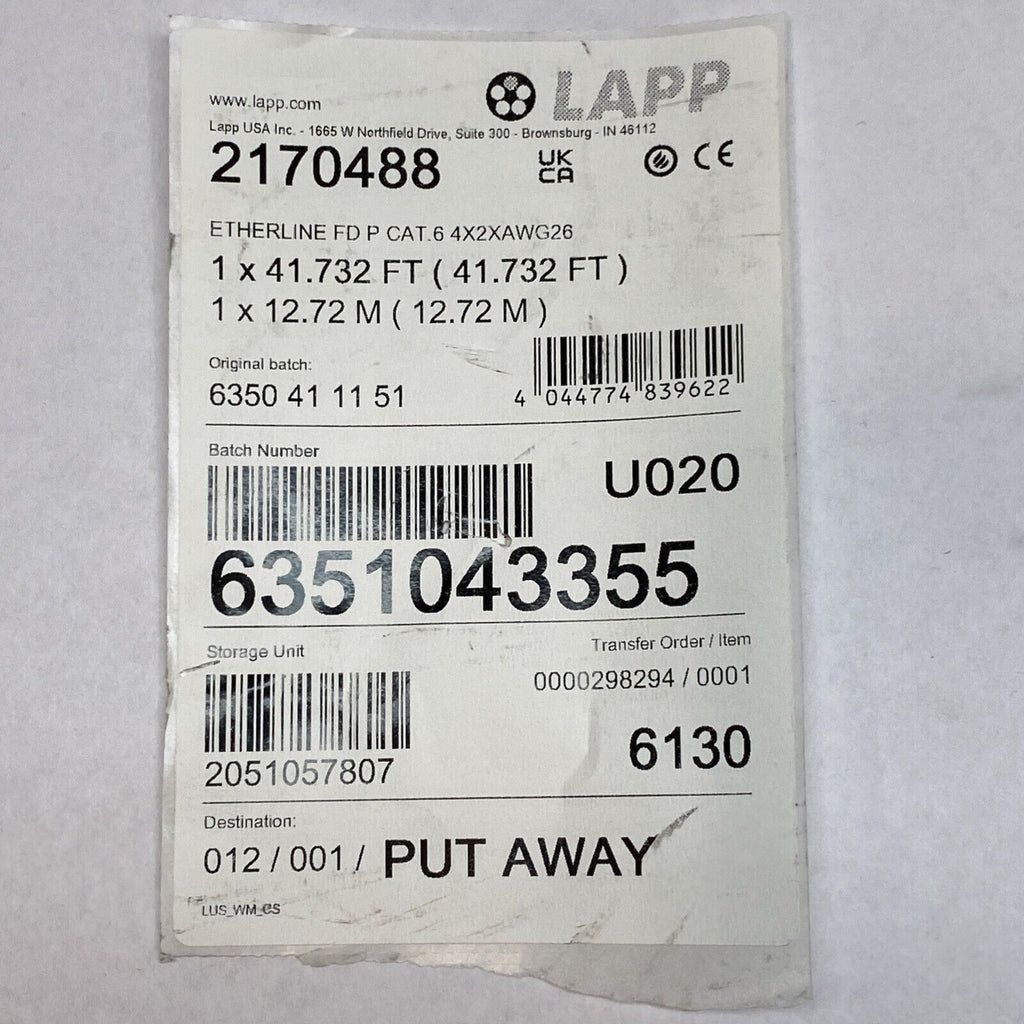 LAPP
www.lapp.com
Lapp USA Inc. - 1665 W Northfield Drive, Suite 300 - Brownsburg - IN 46112
2170488
UK
CA
CE
ETHERLINE FD P CAT.6 4X2XAWG26
1 x 41.732 FT ( 41.732 FT )
1 x 12.72 M ( 12.72 M )
Original batch:
6350 41 11 51
4 044774 839622
Batch Number
U020
6351043355
Storage Unit
Transfer Order / Item
0000298294 / 0001
2051057807
6130
Destination:
012 / 001 / PUT AWAY
LUS_WM_CS